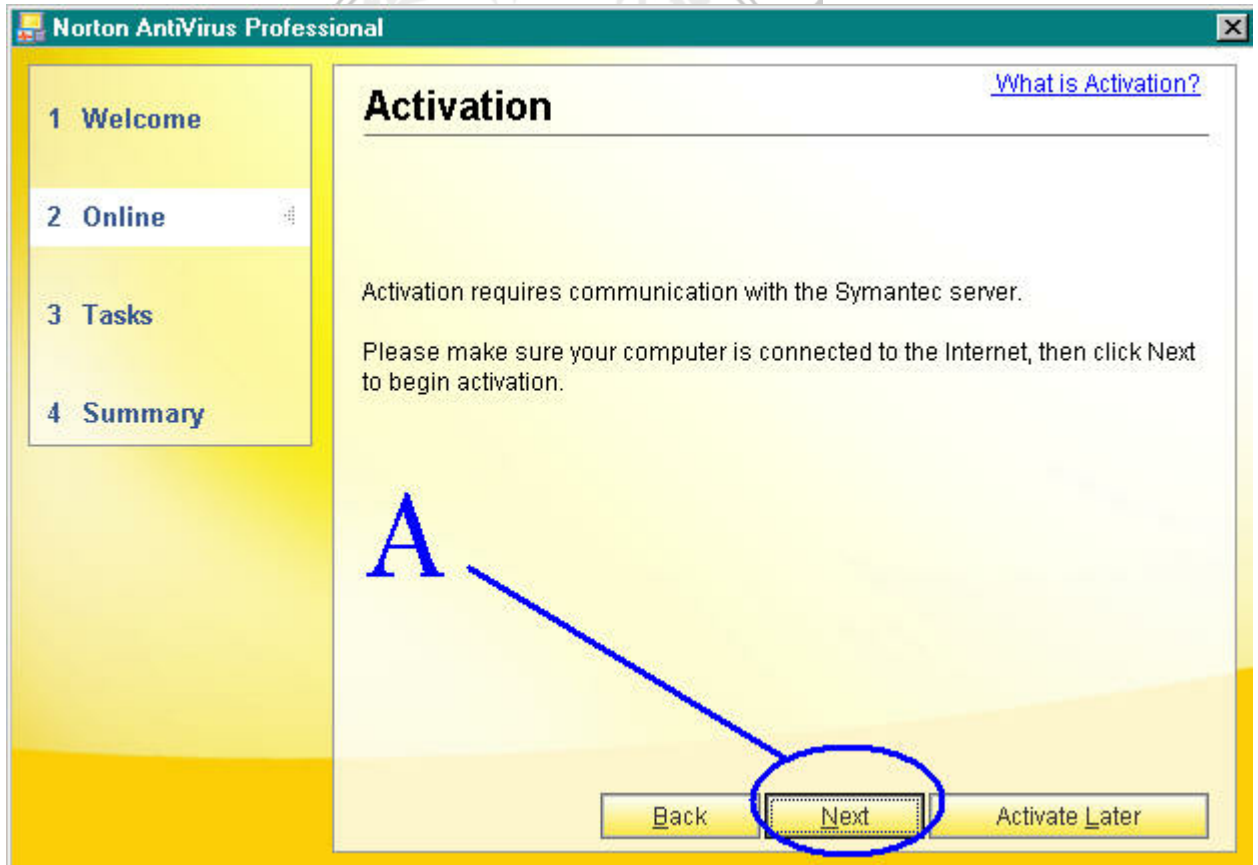 Norton AntiVirus Professional
1 Welcome
2 Online
3 Tasks
4 Summary
Activation
What is Activation?
Activation requires communication with the Symantec server.
Please make sure your computer is connected to the Internet, then click Next
to begin activation.
A
Back
Next
Activate Later